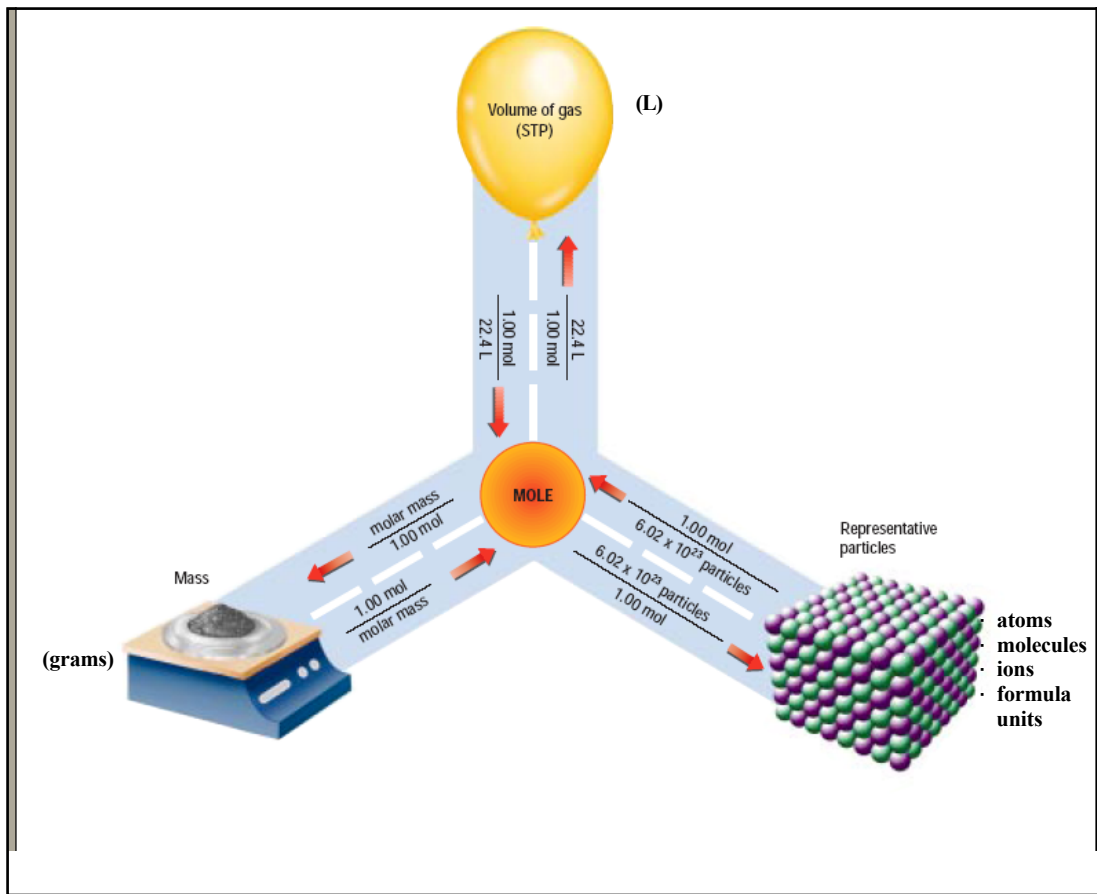 Volume of gas
(STP)
(L)
1.00 mol
22.4 L
22.4 L
1.00 mol
MOLE
molar mass
1.00 mol
1.00 mol
molar mass
1.00 mol
6.02 x 10²³ particles
6.02 x 10²³ particles
1.00 mol
Mass
(grams)
Representative
particles
· atoms
· molecules
· ions
· formula
units